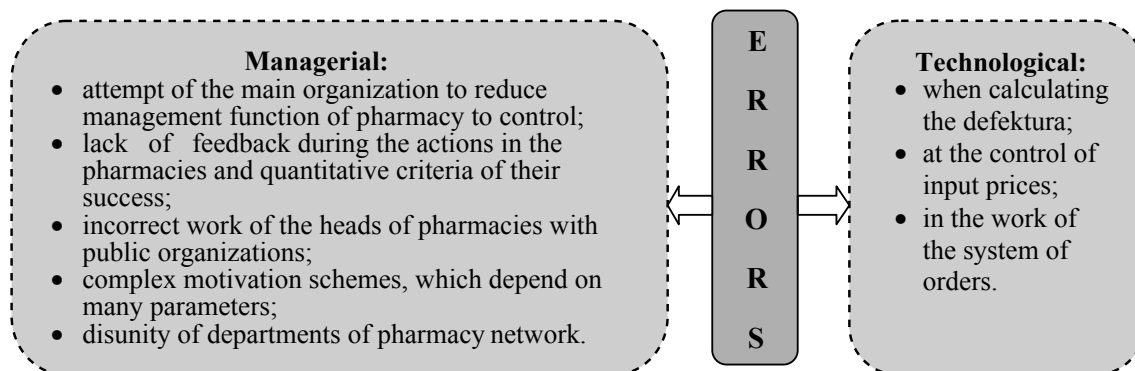 Managerial:
• attempt of the main organization to reduce
management function of pharmacy to control;
• lack of feedback during the actions in the
pharmacies and quantitative criteria of their
success;
• incorrect work of the heads of pharmacies with
public organizations;
• complex motivation schemes, which depend on
many parameters;
• disunity of departments of pharmacy network.
E
R
R
O
R
S
Technological:
• when calculating
the defektura;
• at the control of
input prices;
• in the work of
the system of
orders.